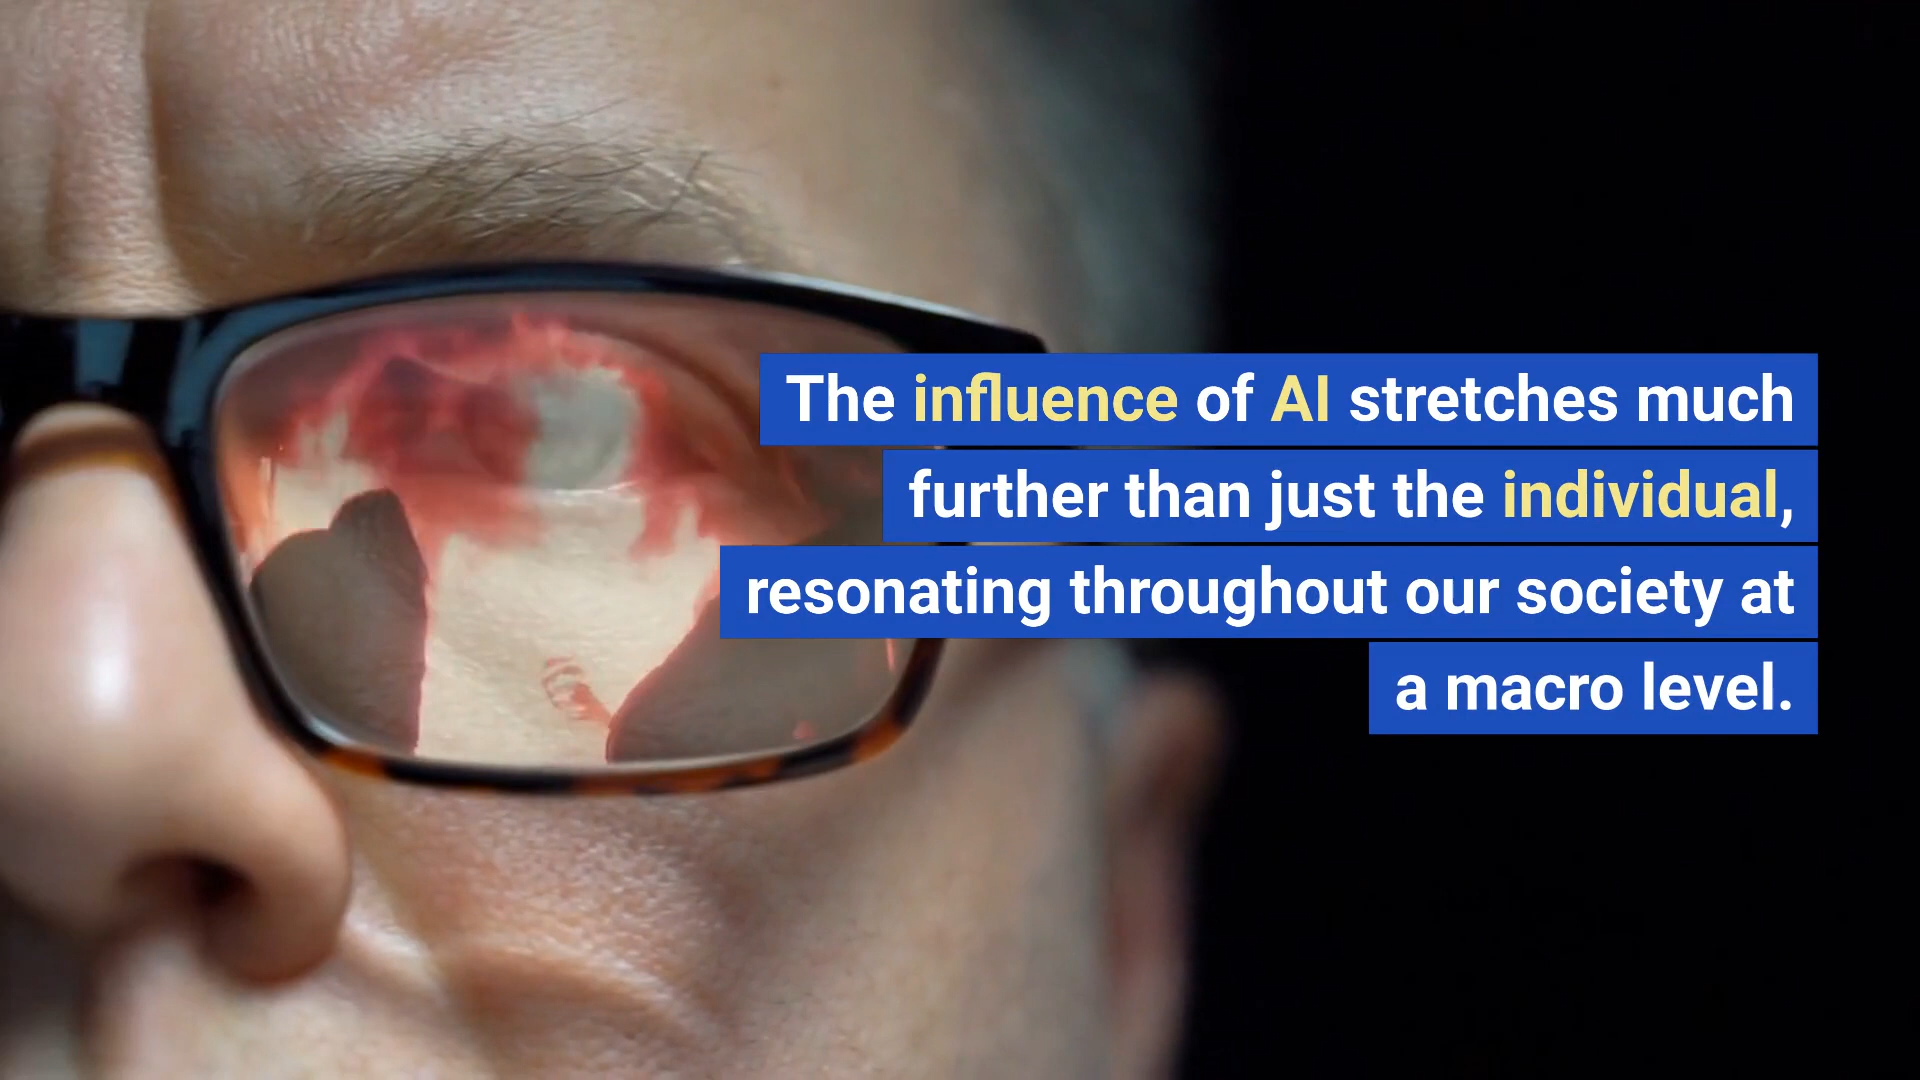 The influence of AI stretches much
further than just the individual,
resonating throughout our society at
a macro level.